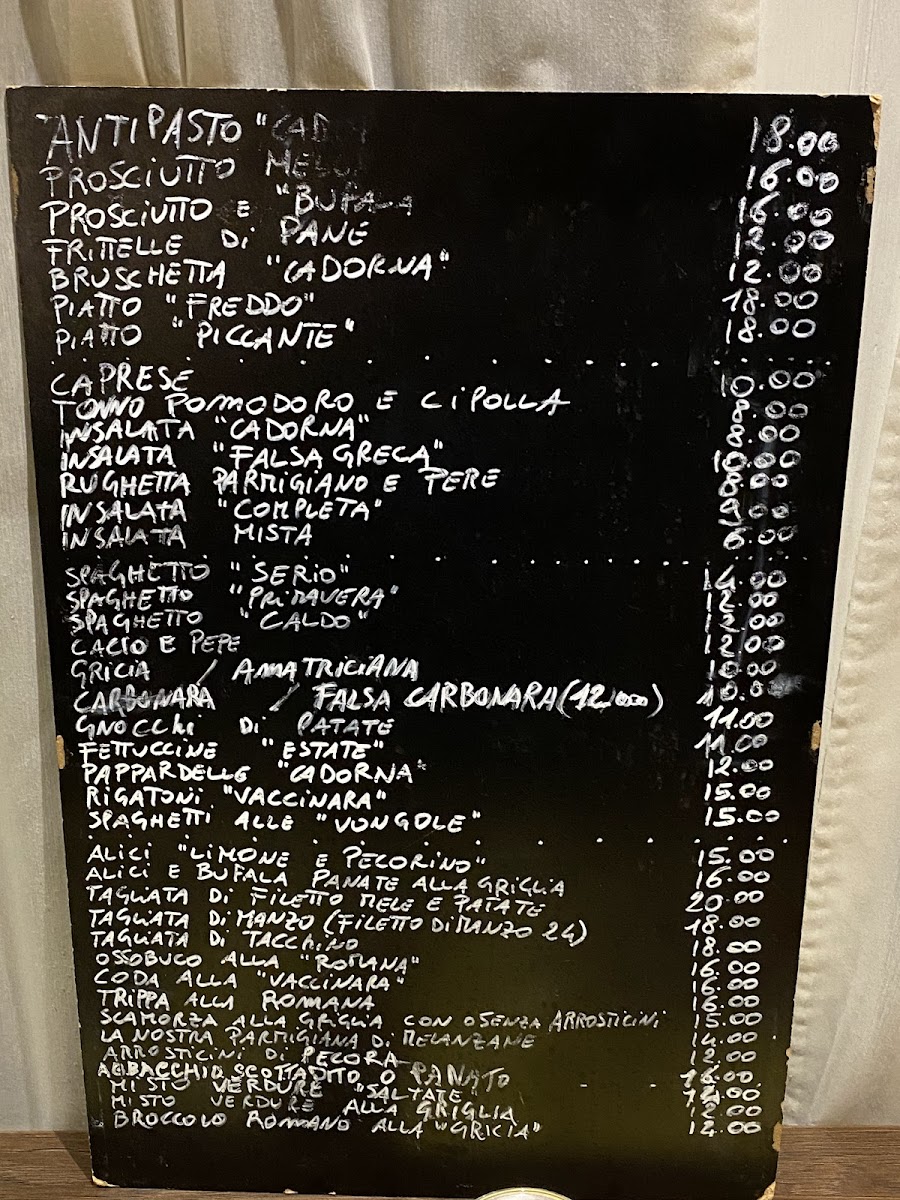 ANTIPASTO 18.00
PROSCIUTTO 16.00
PROSCIUTTO E "BUFALA 16.00
FRITTELLE Di PANE 12.00
BRUSCHETTA "CADORNA" 12.00
PIATTO "FREDDO" 18.00
PIATTO "PICCANTE" 18.00
CAPRESE 10.00
TONNO POMODORO E CIPOLLA 8.00
INSALATA "CADORNA" 8.00
INSALATA "FALSA GRECA" 10.00
RUGHETTA PARMIGIANO E PERE 8.00
INSALATA "COMPLETA" 9.00
INSALATA MISTA 6.00
SPAGHETTO "SERIO" 14.00
SPAGHETTO "PRIMAVERA" 12.00
SPAGHETTO "CALDO" 12.00
CACIO E PEPE 12.00
GRICIA / AMATRICIANA 10.00
CARBONARA / FALSA CARBONARA (12.00) 10.00
GNOCCHi Di PATATE 11.00
FETTUCCINE "ESTATE" 11.00
PAPPARDELLE "CADORNA" 12.00
RIGATONI "VACCINARA" 15.00
SPAGHETTI ALLE "VONGOLE" 15.00
ALICI "LIMONE E PECORINO" 15.00
ALICI E BUFALA PANATE ALLA GRIGLIA 16.00
TAGLIATA Di FILETTO MELE E PATATE 20.00
TAGLIATA Di MANZO (FILETTO Di MANZO 24) 18.00
TAGLIATA Di TACCHINO 18.00
OSSOBUCO ALLA "ROMANA" 16.00
CODA ALLA "VACCINARA" 16.00
TRIPPA ALLA ROMANA 16.00
SCAMORZA ALLA GRIGLIA CON O SENZA ARROSTICINI 15.00
LA NOSTRA PARMIGIANA Di MELANZANE 14.00
ARROSTICINI Di PECORA 12.00
ABBACCHIO SCOTTADITO O PANATO 16.00
MISTO VERDURE "SALTATE"
MISTO VERDURE ALLA GRIGLIA 12.00
BROCCOLO ROMANO ALLA "GRICIA" 12.00